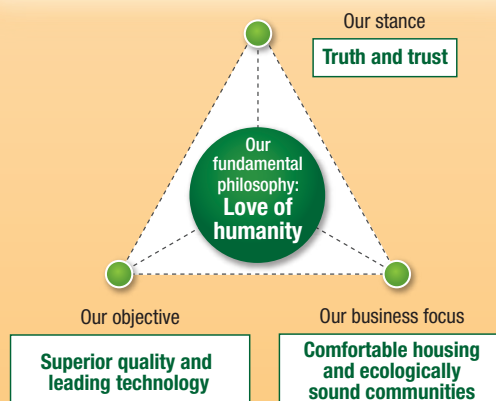 Our stance
Truth and trust
Our
fundamental
philosophy:
Love of
humanity
Our objective
Superior quality and
leading technology
Our business focus
Comfortable housing
and ecologically
sound communities